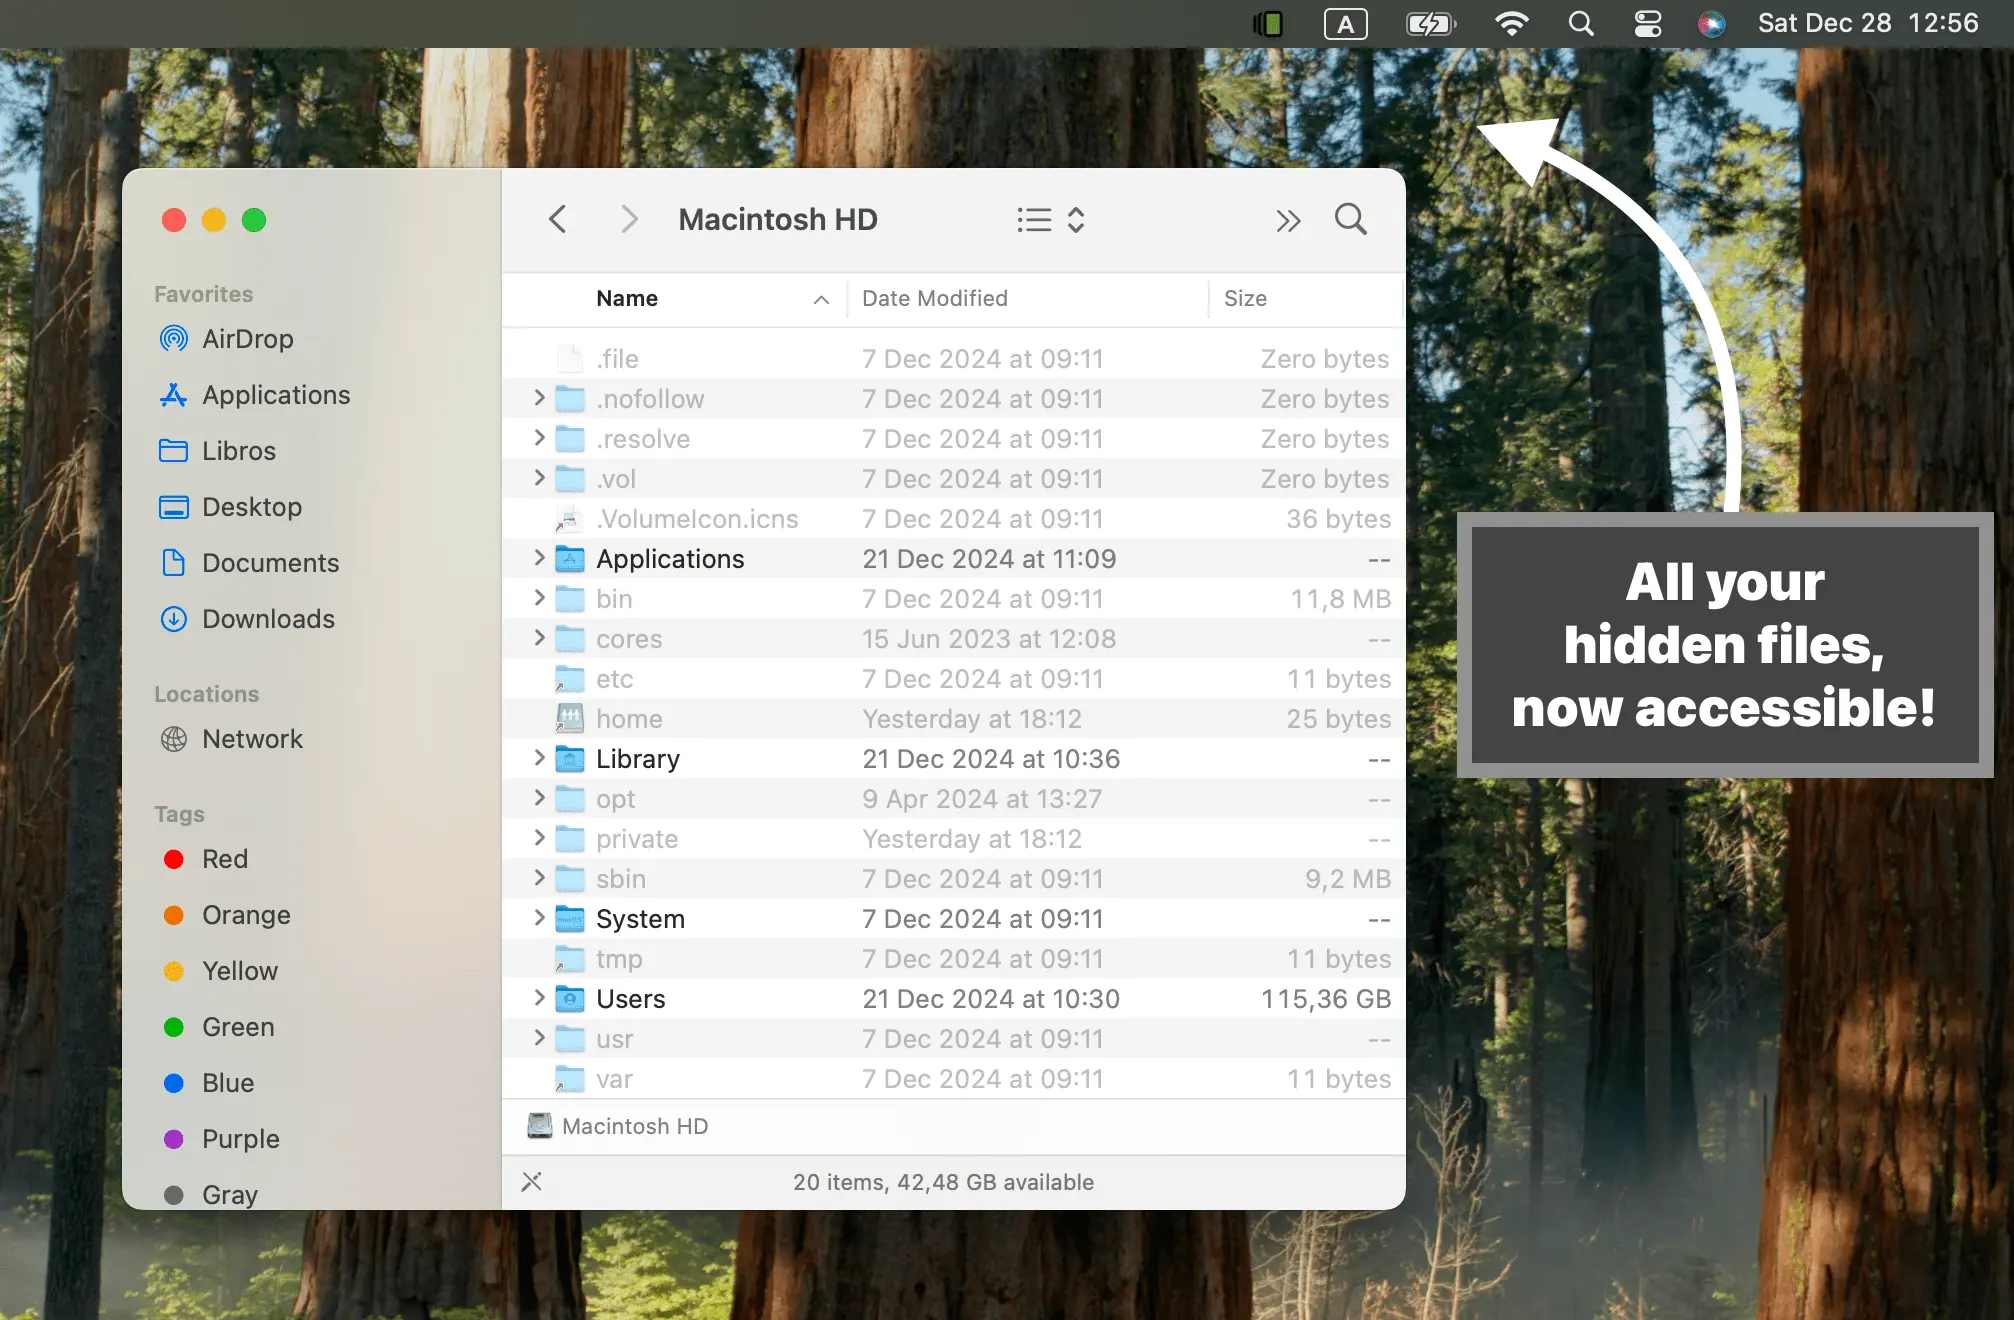 A
Sat Dec 28 12:56
Macintosh HD
Favorites
AirDrop
Applications
Libros
Desktop
Documents
Downloads
Locations
Network
Tags
Red
Orange
Yellow
Green
Blue
Purple
Gray
Name Date Modified Size
.file 7 Dec 2024 at 09:11 Zero bytes
.nofollow 7 Dec 2024 at 09:11 Zero bytes
.resolve 7 Dec 2024 at 09:11 Zero bytes
.vol 7 Dec 2024 at 09:11 Zero bytes
.VolumeIcon.icns 7 Dec 2024 at 09:11 36 bytes
Applications 21 Dec 2024 at 11:09 --
bin 7 Dec 2024 at 09:11 11,8 MB
cores 15 Jun 2023 at 12:08 --
etc 7 Dec 2024 at 09:11 11 bytes
home Yesterday at 18:12 25 bytes
Library 21 Dec 2024 at 10:36 --
opt 9 Apr 2024 at 13:27 --
private Yesterday at 18:12 --
sbin 7 Dec 2024 at 09:11 9,2 MB
System 7 Dec 2024 at 09:11 --
tmp 7 Dec 2024 at 09:11 11 bytes
Users 21 Dec 2024 at 10:30 115,36 GB
usr 7 Dec 2024 at 09:11 --
var 7 Dec 2024 at 09:11 11 bytes
Macintosh HD
20 items, 42,48 GB available
All your
hidden files,
now accessible!